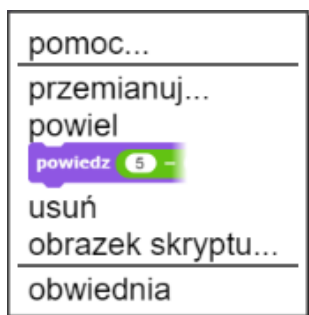 pomoc...
przemianuj...
powiel
powiedz 5 -
usuń
obrazek skryptu...
obwiednia